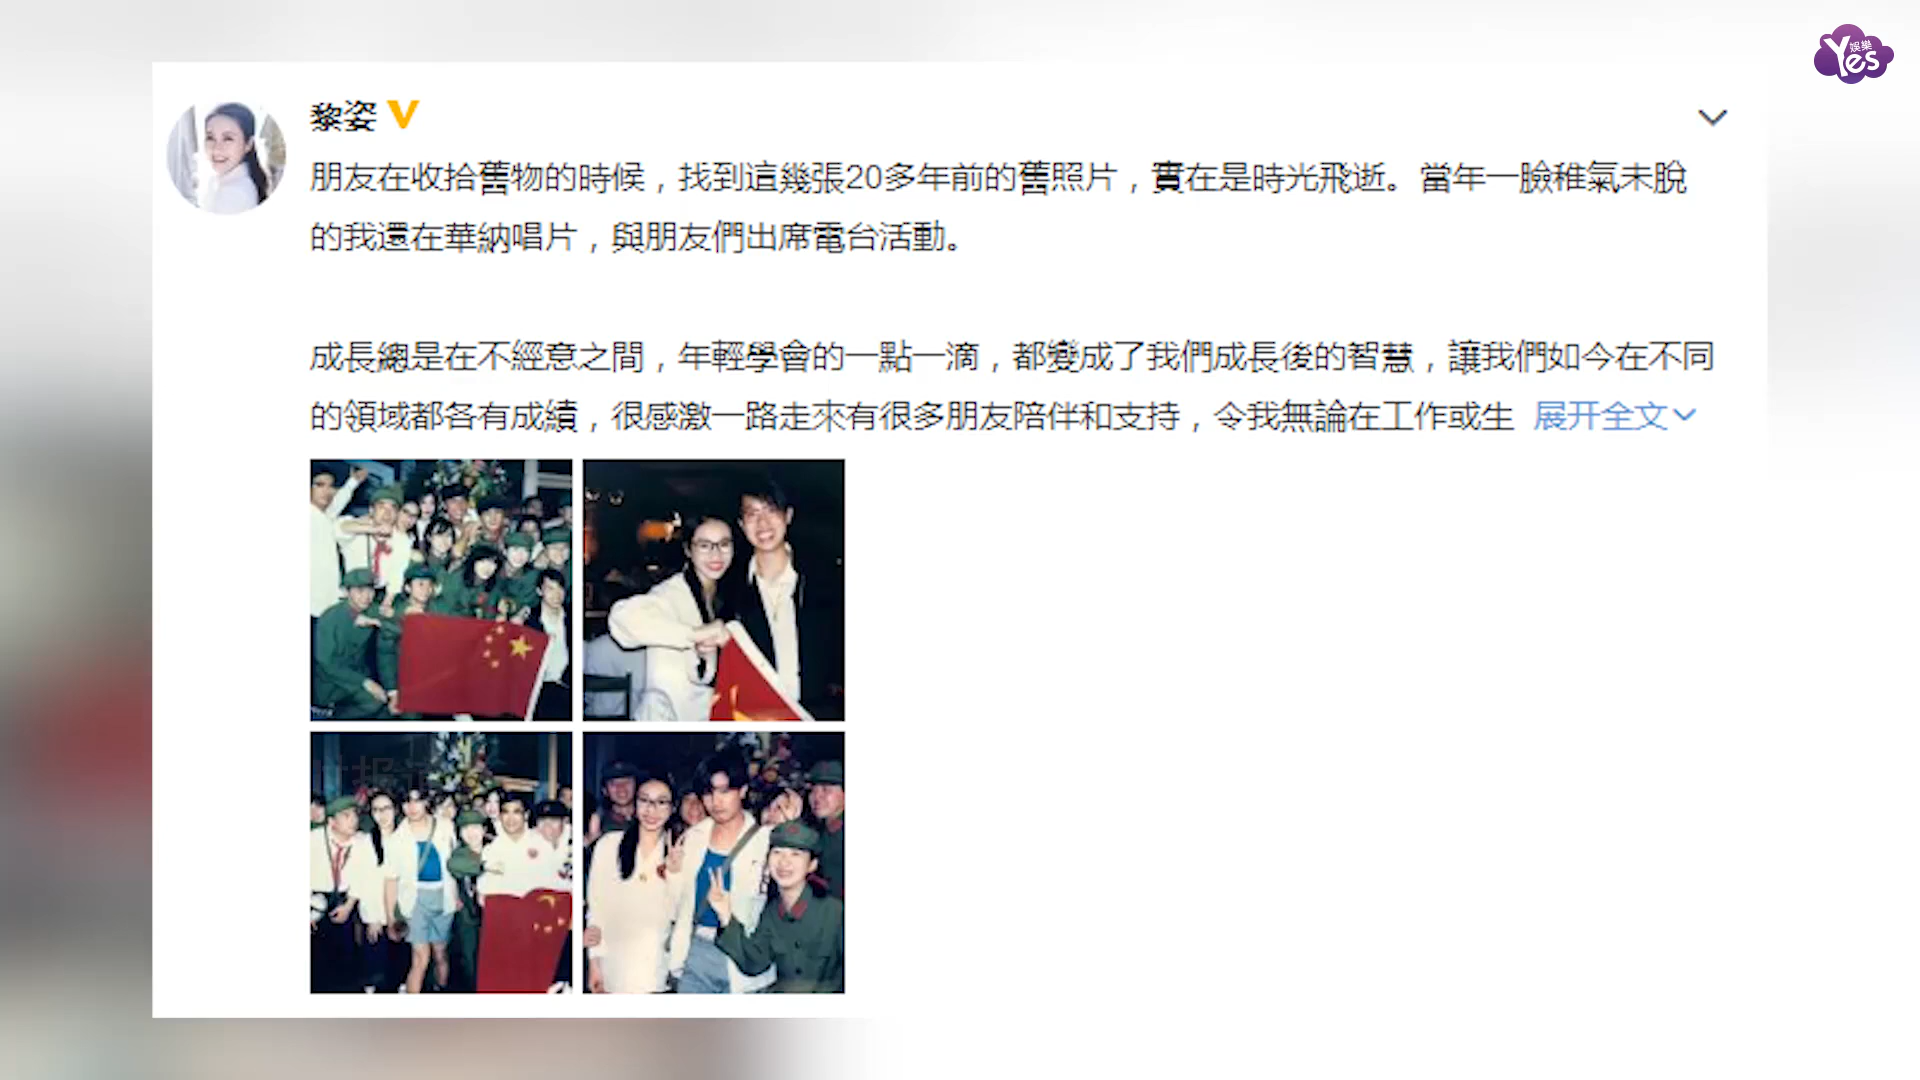 Yes
娛樂
黎姿
朋友在收拾舊物的時候，找到這幾張20多年前的舊照片，實在是時光飛逝。當年一臉稚氣未脫
的我還在華納唱片，與朋友們出席電台活動。
成長總是在不經意之間，年輕學會的一點一滴，都變成了我們成長後的智慧，讓我們如今在不同
的領域都各有成績，很感激一路走來有很多朋友陪伴和支持，令我無論在工作或生 展开全文